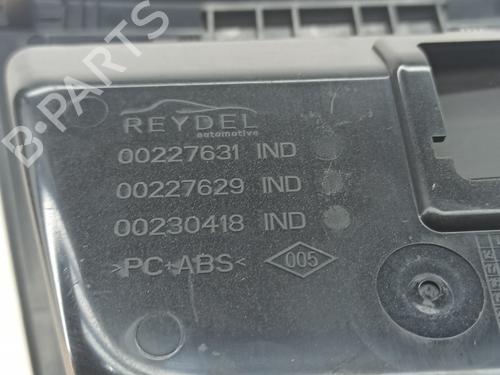 REYDEL
automotive
00227631 IND
00227629 IND
00230418 IND
>PC+ABS< 005
B-PARTS